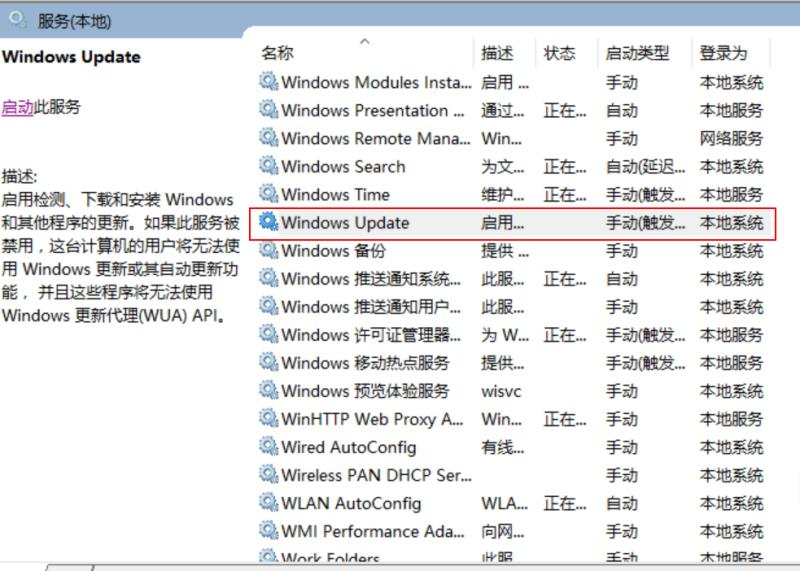 服务(本地)
Windows Update
启动此服务
描述:
启用检测、下载和安装 Windows
和其他程序的更新。如果此服务被
禁用，这台计算机的用户将无法使
用 Windows 更新或其自动更新功
能， 并且这些程序将无法使用
Windows 更新代理(WUA) API。
名称 描述 状态 启动类型 登录为
Windows Modules Insta... 启用 ... 手动 本地系统
Windows Presentation ... 通过... 正在... 自动 本地服务
Windows Remote Mana... Win... 手动 网络服务
Windows Search 为文... 正在... 自动(延迟... 本地系统
Windows Time 维护... 正在... 手动(触发... 本地服务
Windows Update 启用... 手动(触发... 本地系统
Windows 备份 提供 ... 手动 本地系统
Windows 推送通知系统... 此服... 正在... 自动 本地系统
Windows 推送通知用户... 此服... 手动 本地系统
Windows 许可证管理器... 为 W... 正在... 手动(触发... 本地服务
Windows 移动热点服务 提供... 手动(触发... 本地服务
Windows 预览体验服务 wisvc 手动 本地系统
WinHTTP Web Proxy A... Win... 正在... 手动 本地服务
Wired AutoConfig 有线... 手动 本地系统
Wireless PAN DHCP Ser... 手动 本地系统
WLAN AutoConfig WLA... 正在... 自动 本地系统
WMI Performance Ada... 向网... 手动 本地系统
Work Folders 此服... 手动 本地服务